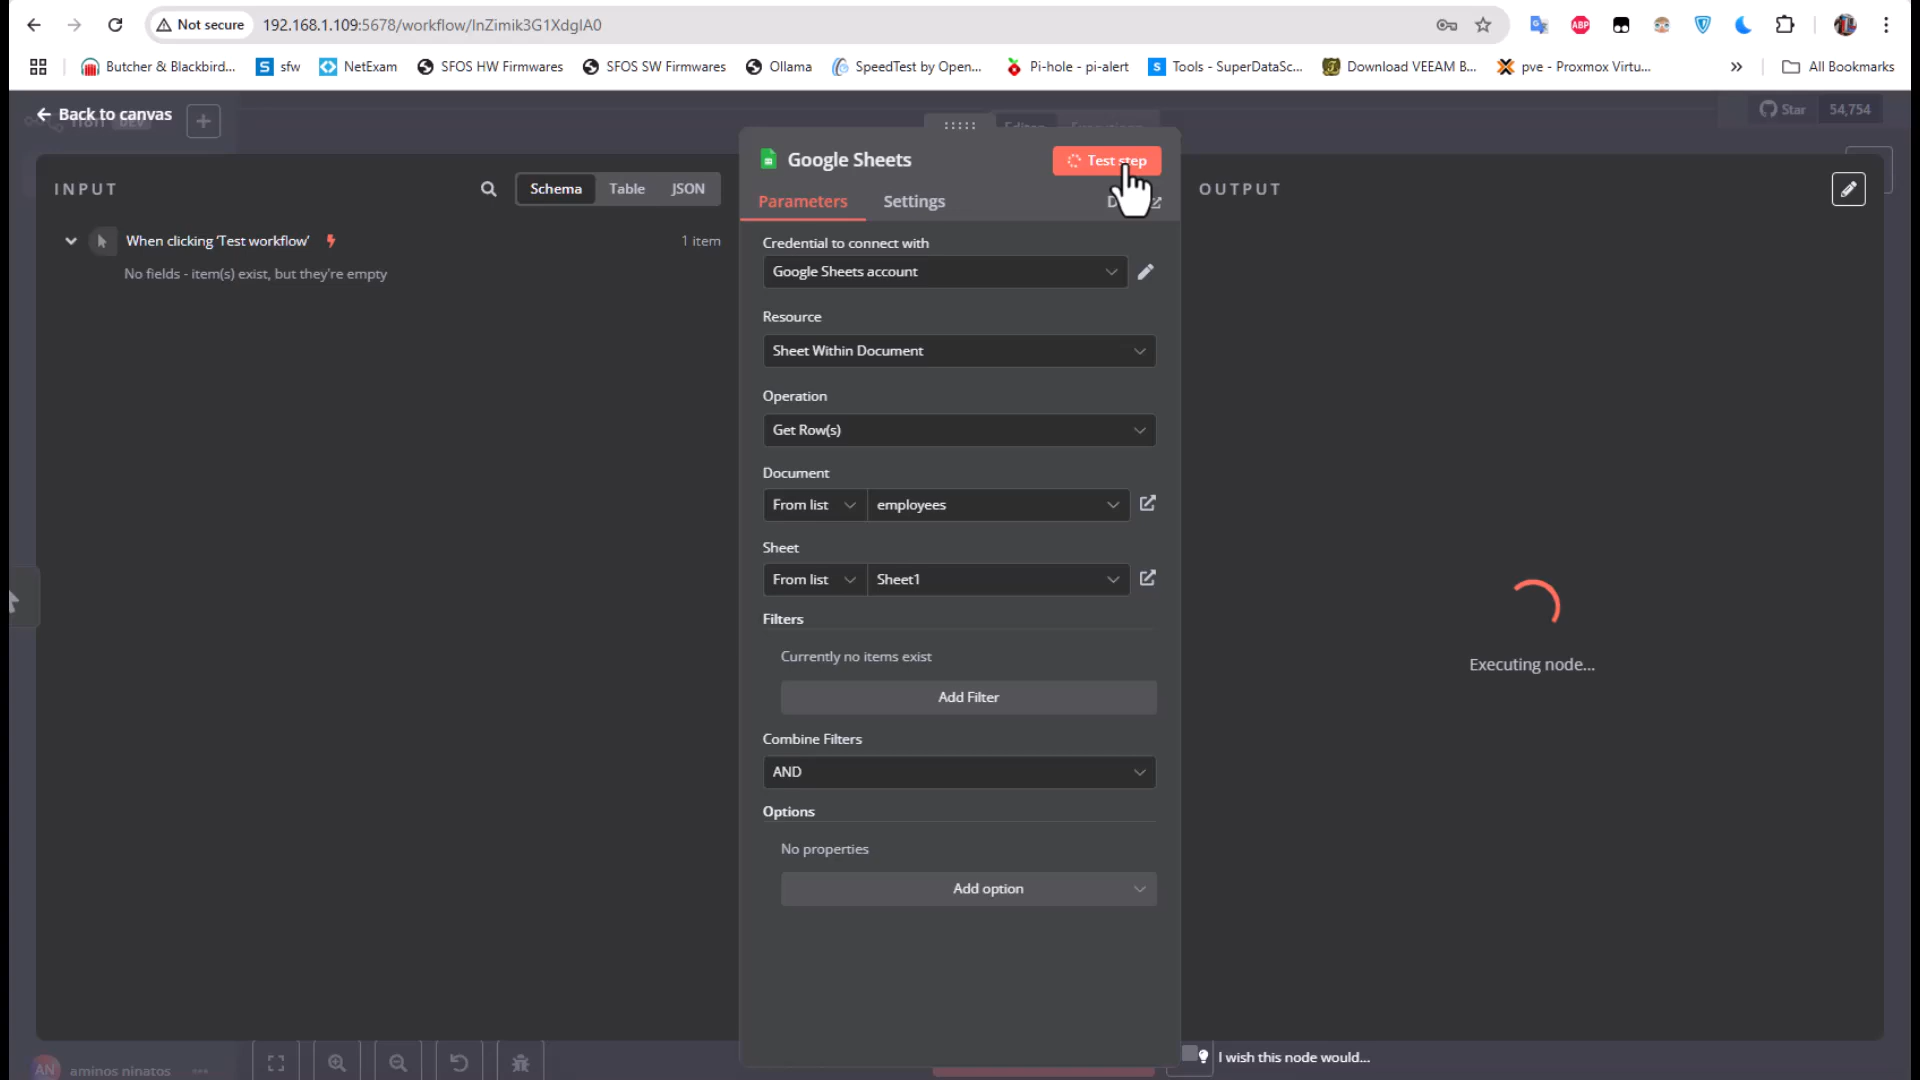 Not secure
192.168.1.109:5678/workflow/InZimik3G1XdgIA0
ABP
Butcher & Blackbird...
S
sfw
NetExam
SFOS HW Firmwares
SFOS SW Firmwares
Ollama
SpeedTest by Open...
Pi-hole - pi-alert
S
Tools - SuperDataSc...
Download VEEAM B...
pve - Proxmox Virtu...
All Bookmarks
Back to canvas
Star
54,754
Editor
Executions
Google Sheets
Test step
INPUT
Schema
Table
JSON
Parameters
Settings
OUTPUT
When clicking ‘Test workflow’
1 item
No fields - item(s) exist, but they're empty
Credential to connect with
Google Sheets account
Resource
Sheet Within Document
Operation
Get Row(s)
Document
From list
employees
Sheet
From list
Sheet1
Filters
Currently no items exist
Add Filter
Combine Filters
AND
Options
No properties
Add option
Executing node...
AN
aminos ninatos
I wish this node would...